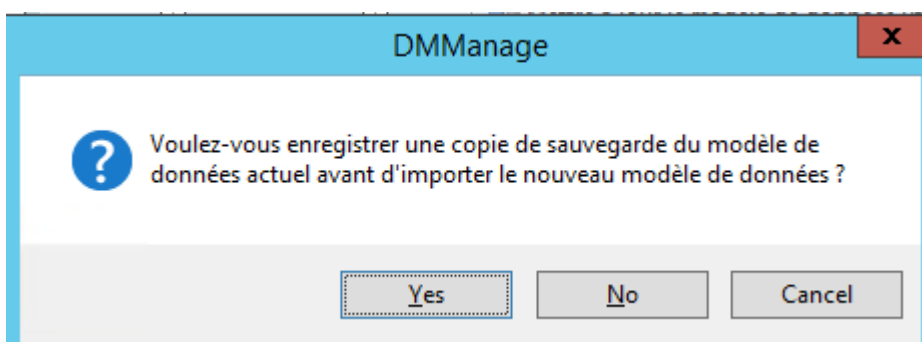 DMManage
x
Voulez-vous enregistrer une copie de sauvegarde du modèle de
données actuel avant d'importer le nouveau modèle de données ?
Yes
No
Cancel